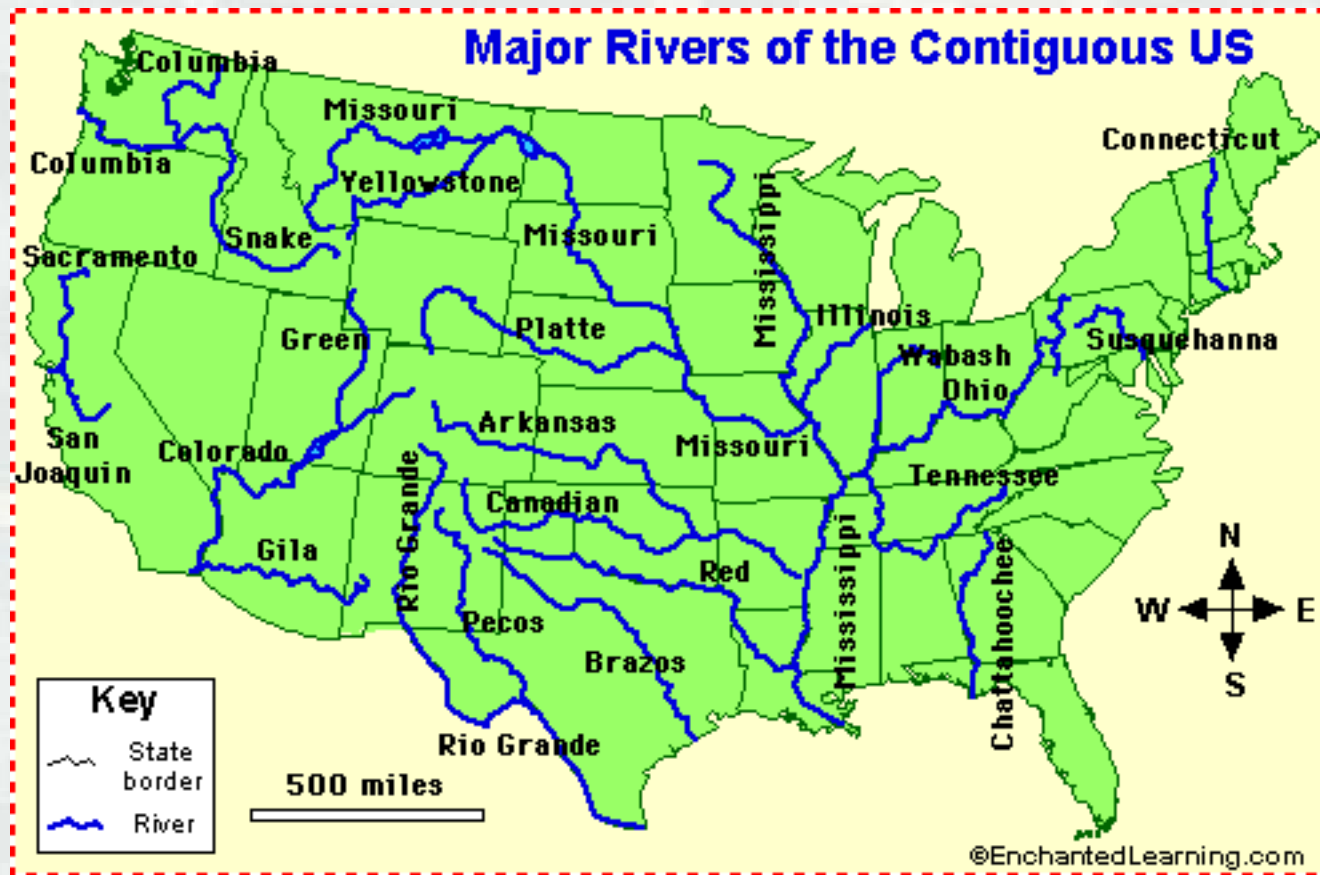 Major Rivers of the Contiguous US
Columbia
Missouri
Connecticut
Columbia
Yellowstone
Mississippi
Snake
Missouri
Sacramento
Illinois
Green
Platte
Susquehanna
Wabash
Ohio
Arkansas
San
Joaquin
Colorado
Missouri
Tennessee
Rio Grande
Canadian
Gila
Red
Mississippi
Chattahoochee
N
W
E
S
Pecos
Brazos
Rio Grande
Key
State
border
River
500 miles
©EnchantedLearning.com